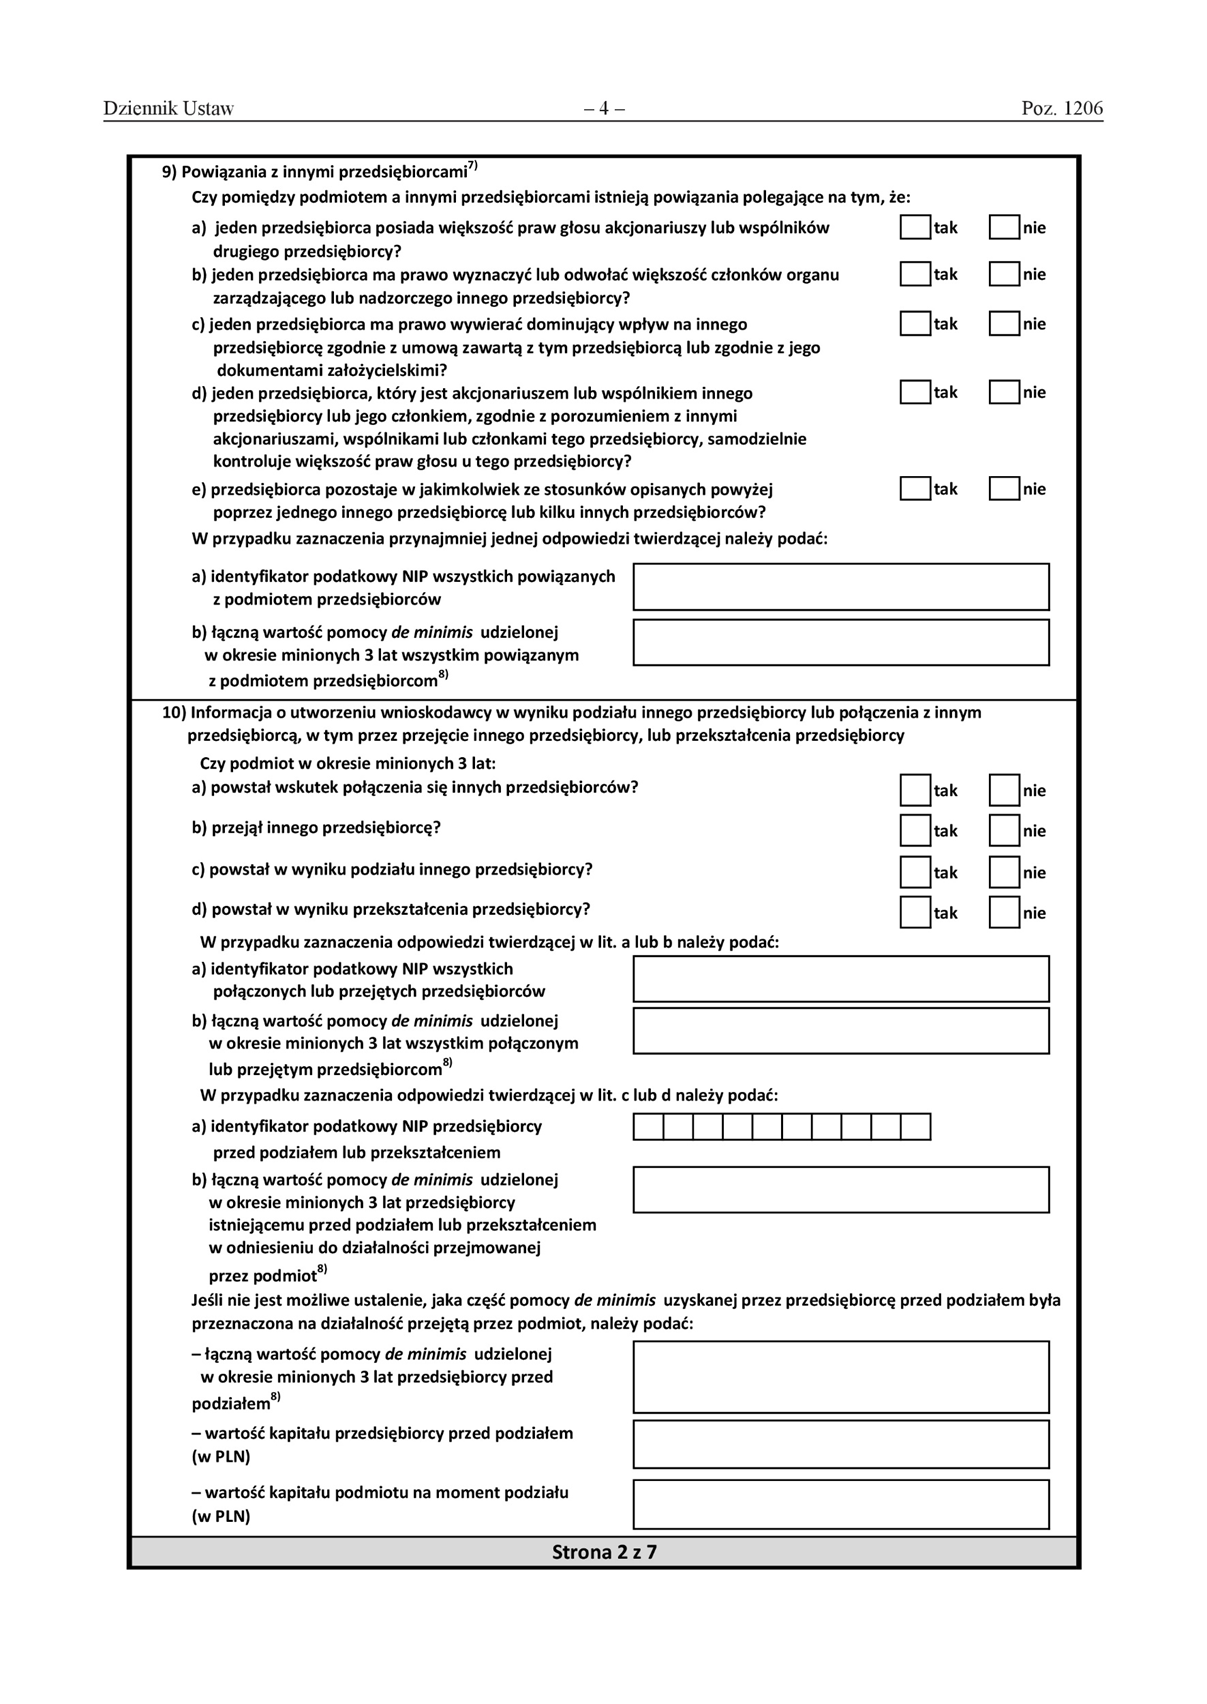 Dziennik Ustaw – 4 – Poz. 1206
9) Powiązania z innymi przedsiębiorcami7)
Czy pomiędzy podmiotem a innymi przedsiębiorcami istnieją powiązania polegające na tym, że:
a) jeden przedsiębiorca posiada większość praw głosu akcjonariuszy lub wspólników tak nie
drugiego przedsiębiorcy?
b) jeden przedsiębiorca ma prawo wyznaczyć lub odwołać większość członków organu tak nie
zarządzającego lub nadzorczego innego przedsiębiorcy?
c) jeden przedsiębiorca ma prawo wywierać dominujący wpływ na innego tak nie
przedsiębiorcę zgodnie z umową zawartą z tym przedsiębiorcą lub zgodnie z jego
dokumentami założycielskimi?
d) jeden przedsiębiorca, który jest akcjonariuszem lub wspólnikiem innego tak nie
przedsiębiorcy lub jego członkiem, zgodnie z porozumieniem z innymi
akcjonariuszami, wspólnikami lub członkami tego przedsiębiorcy, samodzielnie
kontroluje większość praw głosu u tego przedsiębiorcy?
e) przedsiębiorca pozostaje w jakimkolwiek ze stosunków opisanych powyżej tak nie
poprzez jednego innego przedsiębiorcę lub kilku innych przedsiębiorców?
W przypadku zaznaczenia przynajmniej jednej odpowiedzi twierdzącej należy podać:
a) identyfikator podatkowy NIP wszystkich powiązanych
z podmiotem przedsiębiorców
b) łączną wartość pomocy de minimis udzielonej
w okresie minionych 3 lat wszystkim powiązanym
z podmiotem przedsiębiorcom8)
10) Informacja o utworzeniu wnioskodawcy w wyniku podziału innego przedsiębiorcy lub połączenia z innym
przedsiębiorcą, w tym przez przejęcie innego przedsiębiorcy, lub przekształcenia przedsiębiorcy
Czy podmiot w okresie minionych 3 lat:
a) powstał wskutek połączenia się innych przedsiębiorców? tak nie
b) przejął innego przedsiębiorcę? tak nie
c) powstał w wyniku podziału innego przedsiębiorcy? tak nie
d) powstał w wyniku przekształcenia przedsiębiorcy? tak nie
W przypadku zaznaczenia odpowiedzi twierdzącej w lit. a lub b należy podać:
a) identyfikator podatkowy NIP wszystkich
połączonych lub przejętych przedsiębiorców
b) łączną wartość pomocy de minimis udzielonej
w okresie minionych 3 lat wszystkim połączonym
lub przejętym przedsiębiorcom8)
W przypadku zaznaczenia odpowiedzi twierdzącej w lit. c lub d należy podać:
a) identyfikator podatkowy NIP przedsiębiorcy
przed podziałem lub przekształceniem
b) łączną wartość pomocy de minimis udzielonej
w okresie minionych 3 lat przedsiębiorcy
istniejącemu przed podziałem lub przekształceniem
w odniesieniu do działalności przejmowanej
przez podmiot8)
Jeśli nie jest możliwe ustalenie, jaka część pomocy de minimis uzyskanej przez przedsiębiorcę przed podziałem była
przeznaczona na działalność przejętą przez podmiot, należy podać:
– łączną wartość pomocy de minimis udzielonej
w okresie minionych 3 lat przedsiębiorcy przed
podziałem8)
– wartość kapitału przedsiębiorcy przed podziałem
(w PLN)
– wartość kapitału podmiotu na moment podziału
(w PLN)
Strona 2 z 7